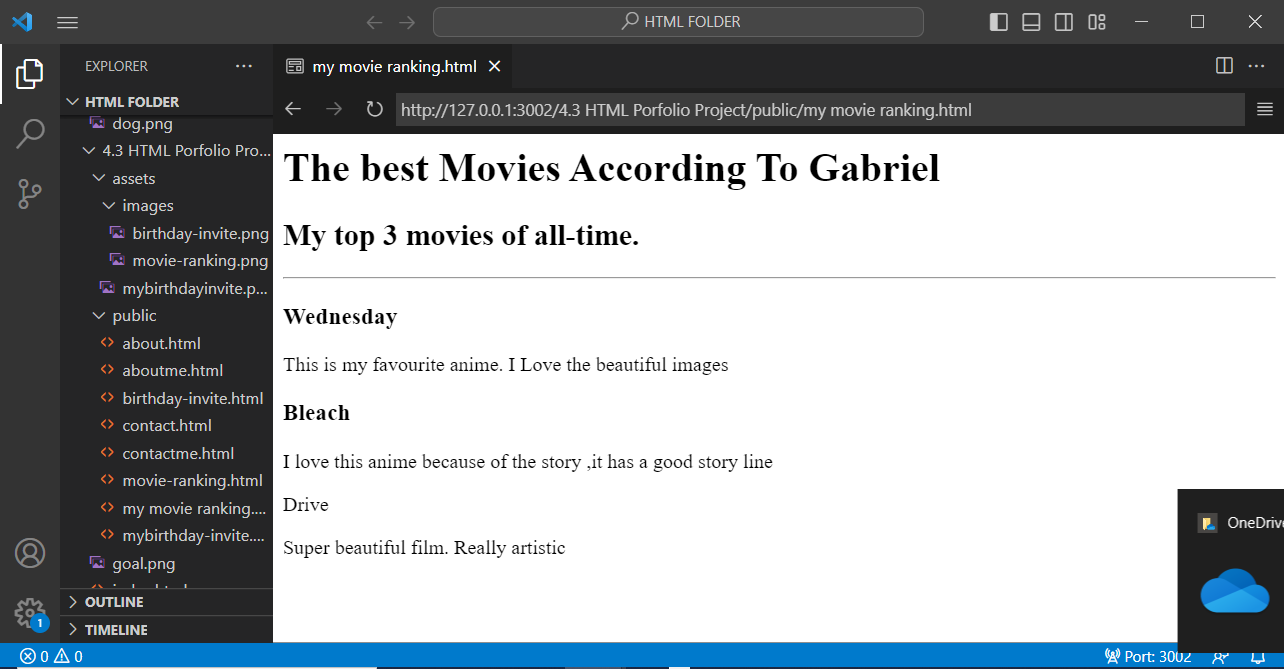 HTML FOLDER
EXPLORER
my movie ranking.html
HTML FOLDER
dog.png
4.3 HTML Porfolio Pro...
assets
images
birthday-invite.png
movie-ranking.png
mybirthdayinvite.p...
public
about.html
aboutme.html
birthday-invite.html
contact.html
contactme.html
movie-ranking.html
my movie ranking....
mybirthday-invite....
goal.png
OUTLINE
TIMELINE
http://127.0.0.1:3002/4.3 HTML Porfolio Project/public/my movie ranking.html
The best Movies According To Gabriel
My top 3 movies of all-time.
Wednesday
This is my favourite anime. I Love the beautiful images
Bleach
I love this anime because of the story ,it has a good story line
Drive
Super beautiful film. Really artistic
OneDrive
1
0 0
Port: 3002